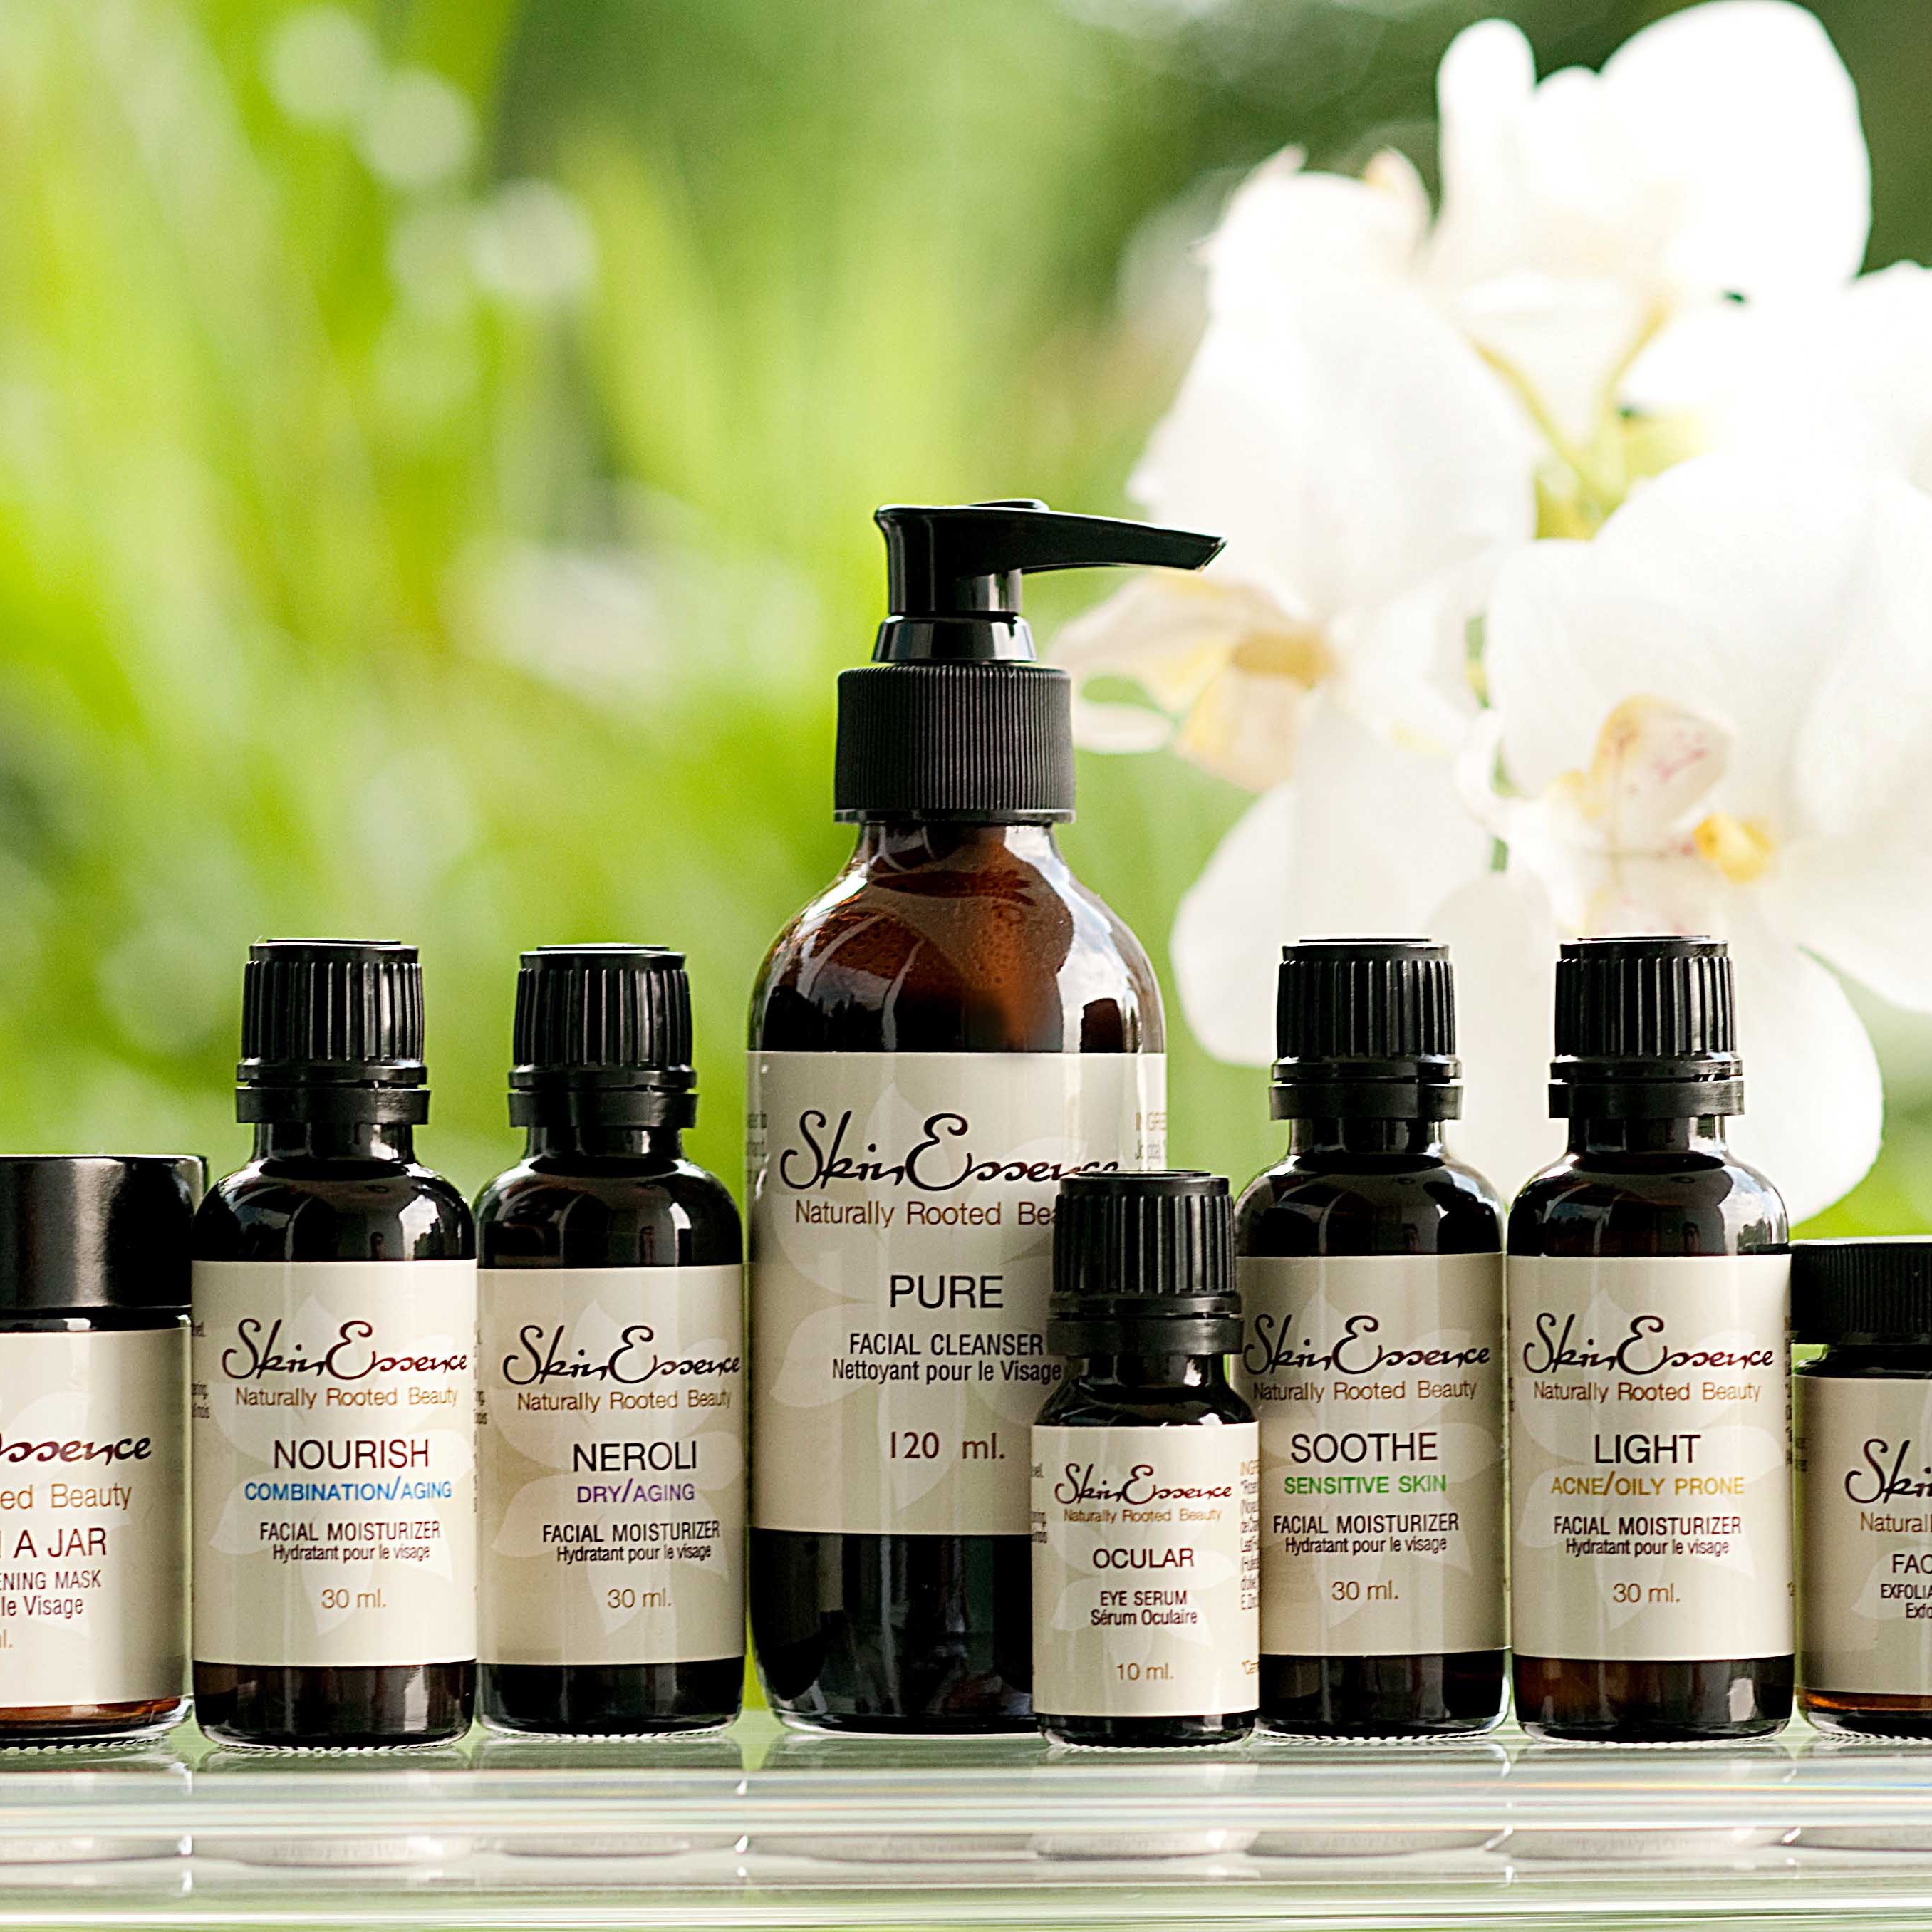 ssence
ed Beauty
A JAR
ENING MASK
le Visage
SkinEssence
Naturally Rooted Beauty
NOURISH
COMBINATION/AGING
FACIAL MOISTURIZER
Hydratant pour le visage
30 ml.
SkinEssence
Naturally Rooted Beauty
NEROLI
DRY/AGING
FACIAL MOISTURIZER
Hydratant pour le visage
30 ml.
SkinEssence
Naturally Rooted Bea
PURE
FACIAL CLEANSER
Nettoyant pour le Visage
120 ml.
SkinEssence
Naturally Rooted Beauty
OCULAR
EYE SERUM
Sérum Oculaire
10 ml.
SkinEssence
Naturally Rooted Beauty
SOOTHE
SENSITIVE SKIN
FACIAL MOISTURIZER
Hydratant pour le visage
30 ml.
SkinEssence
Naturally Rooted Beauty
LIGHT
ACNE/OILY PRONE
FACIAL MOISTURIZER
Hydratant pour le visage
30 ml.
Skin
Natural
FAC
EXFOLIA
Exfo